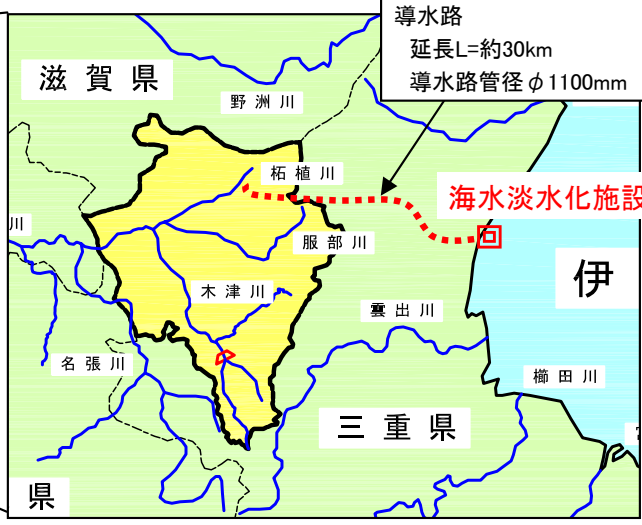 導水路
延長L=約30km
導水路管径φ1100mm
滋賀県
野洲川
柘植川
海水淡水化施設
川
服部川
伊
木津川
雲出川
名張川
櫛田川
三重県
県